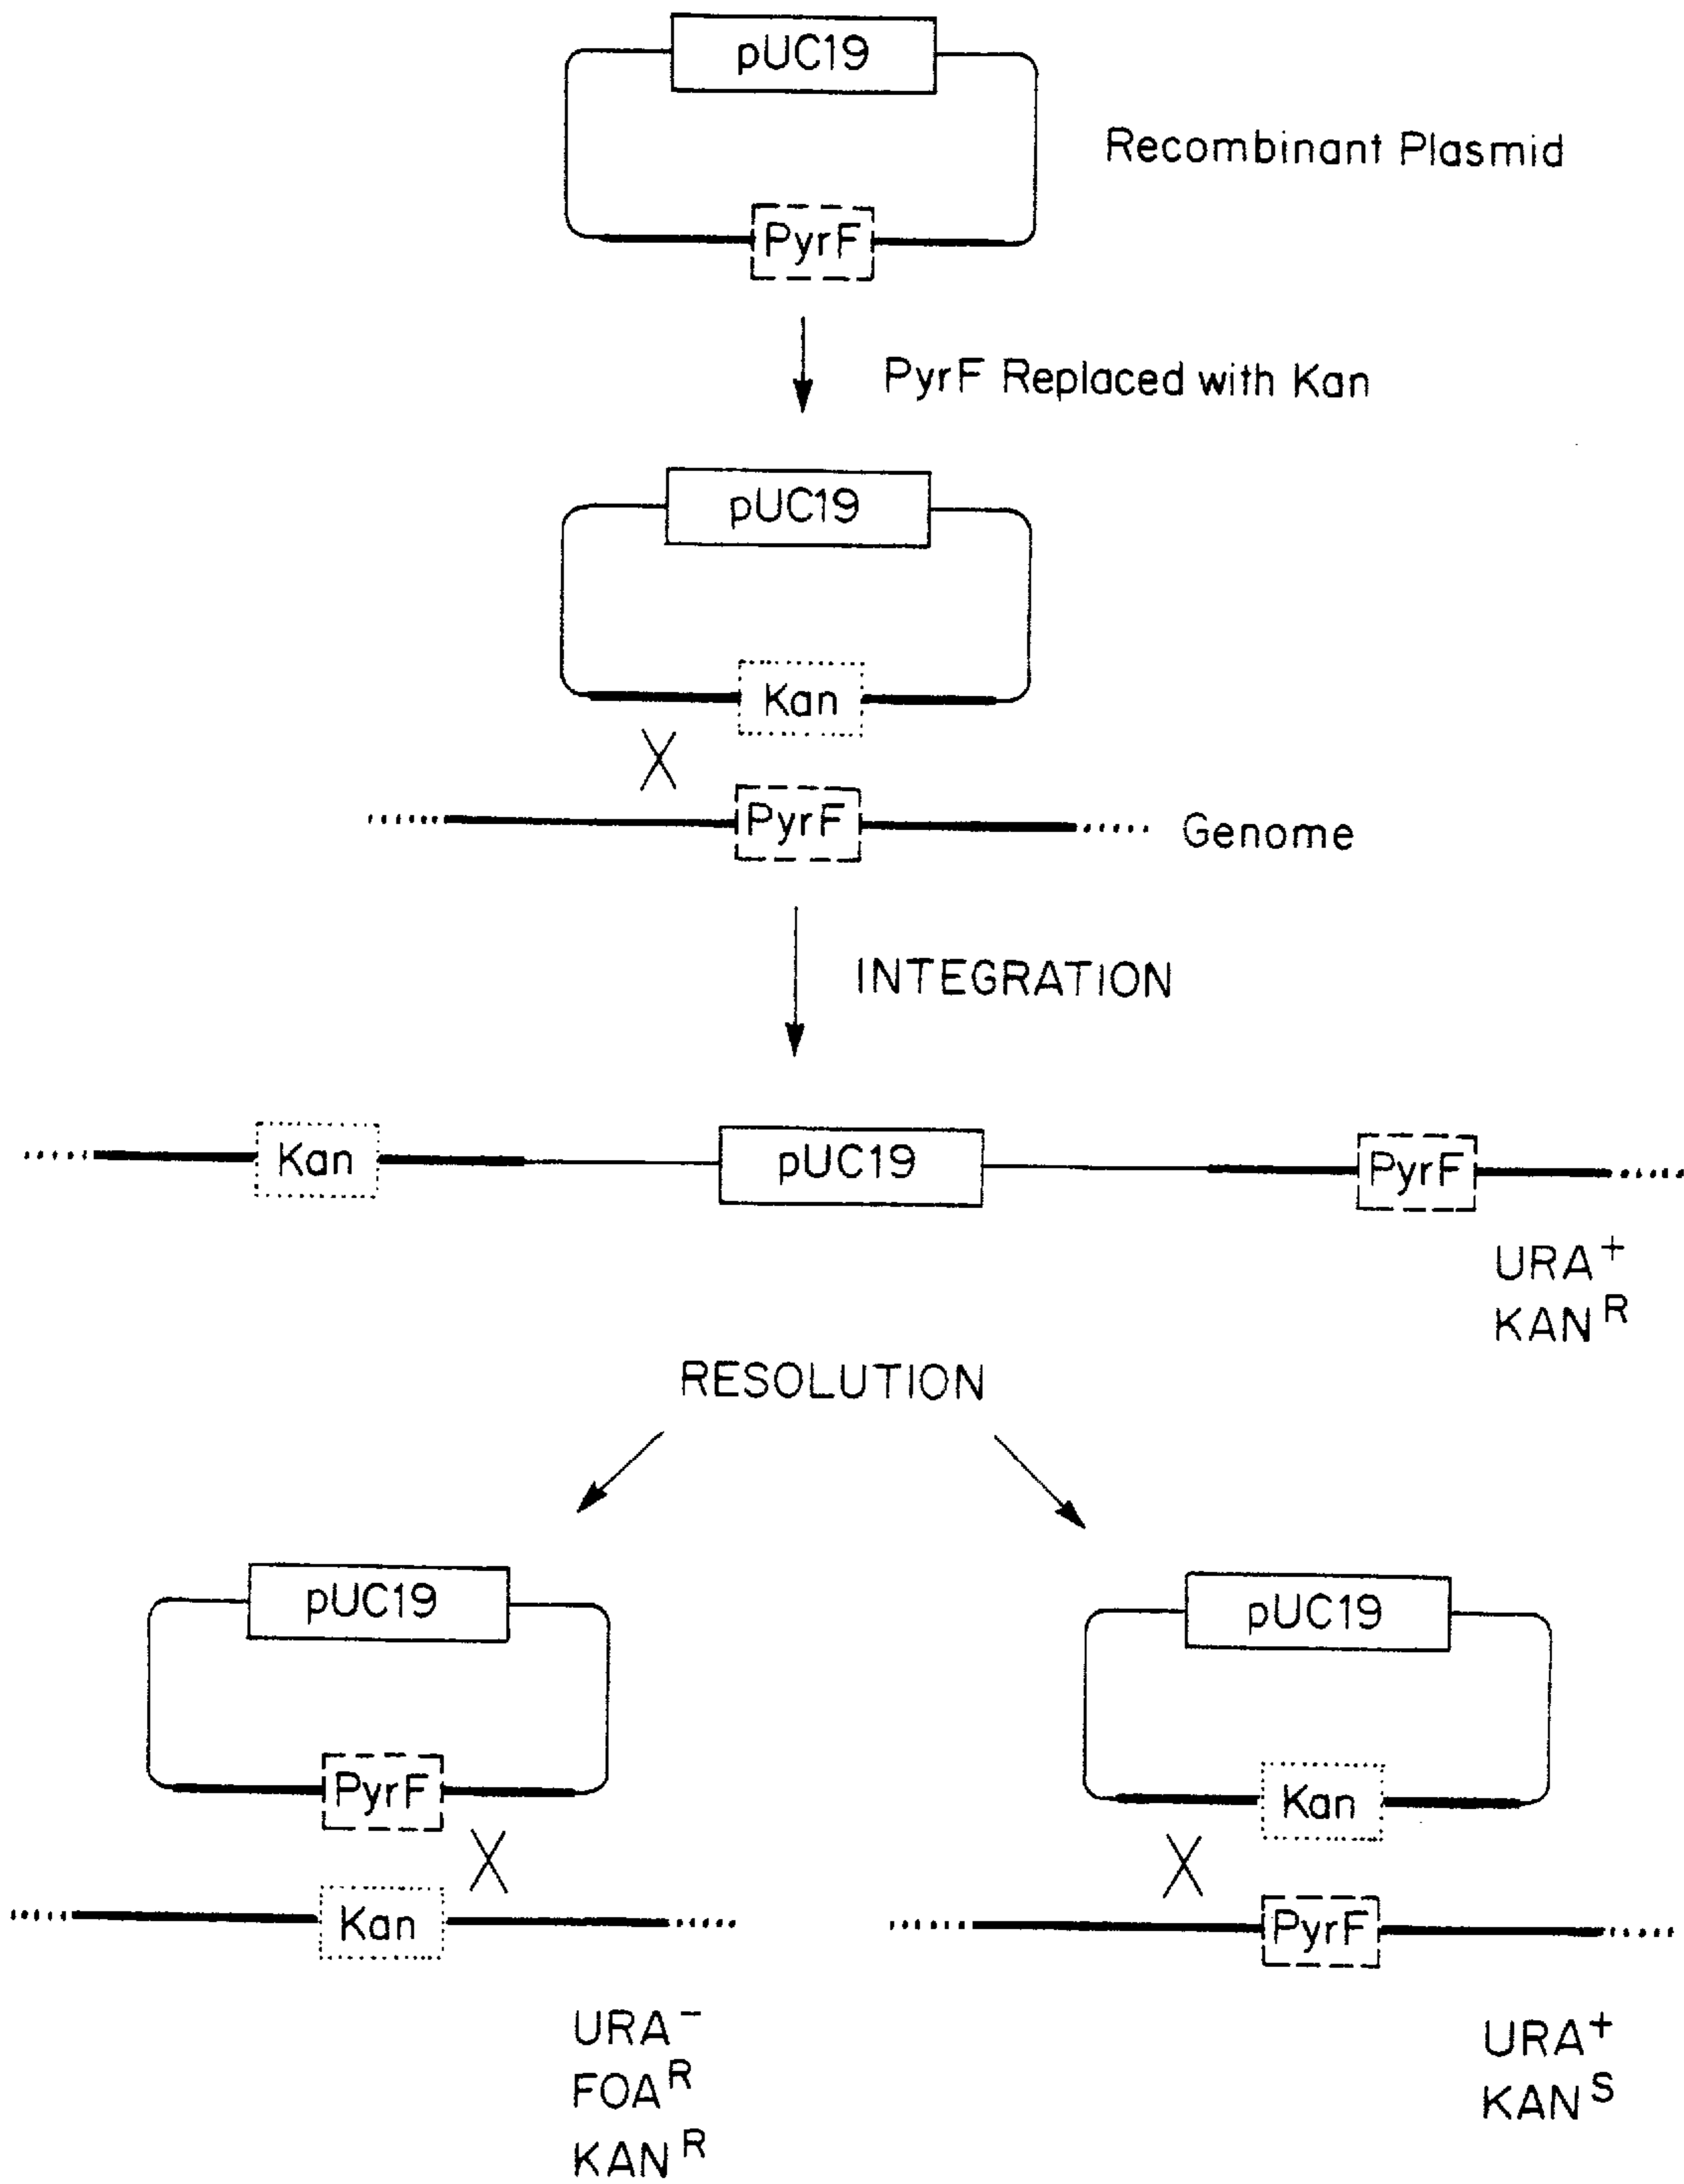 pUC19
Recombinant Plasmid
PyrF
PyrF Replaced with Kan
pUC19
Kan
PyrF
Genome
INTEGRATION
Kan
pUC19
PyrF
URA⁺
KANᴿ
RESOLUTION
pUC19
PyrF
Kan
URA⁻
FOAᴿ
KANᴿ
pUC19
Kan
PyrF
URA⁺
KANˢ